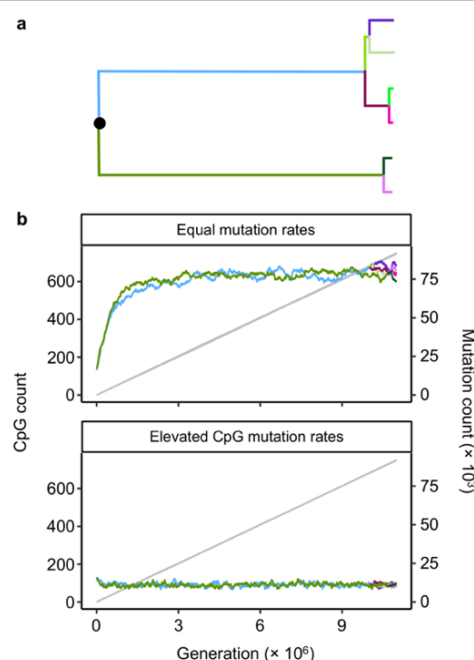 a
b
Equal mutation rates
600
400
200
0
75
50
25
0
Elevated CpG mutation rates
600
400
200
0
75
50
25
0
CpG count
Mutation count (× 10³)
0 3 6 9
Generation (× 10⁶)